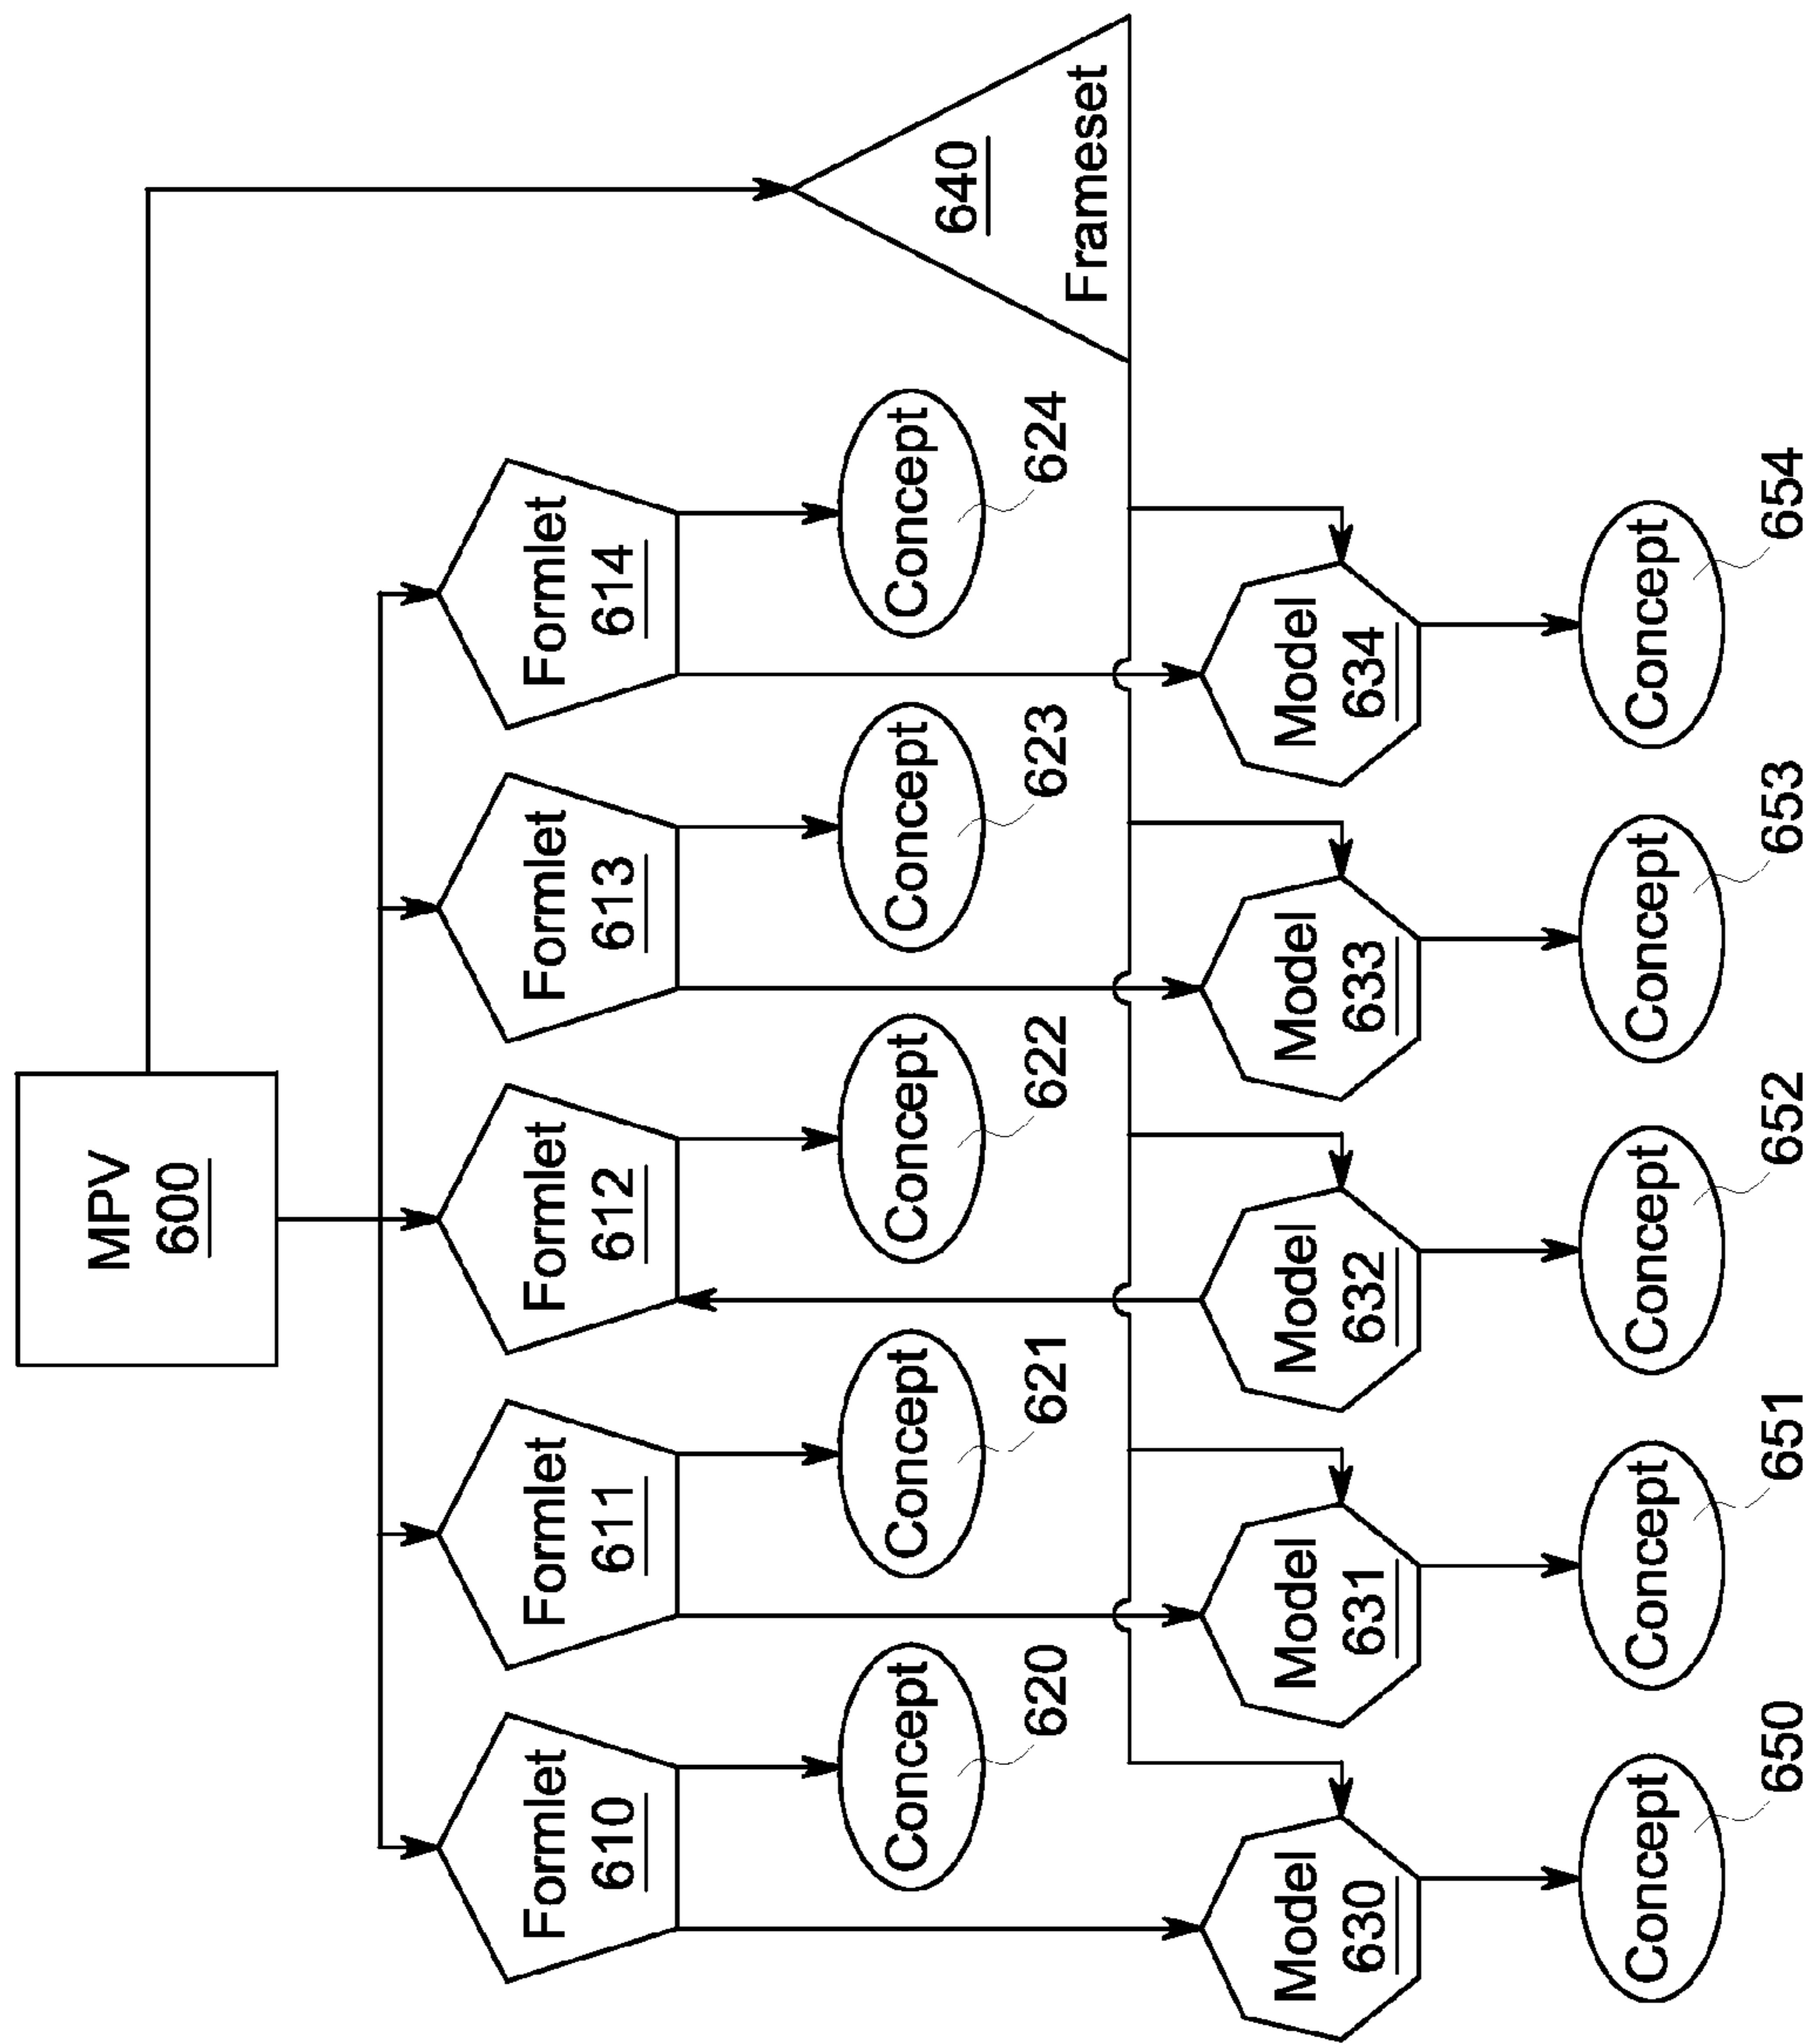 MPV
600
Formlet
610
Formlet
611
Formlet
612
Formlet
613
Formlet
614
Concept
620
Concept
621
Concept
622
Concept
623
Concept
624
640
Frameset
Model
630
Model
631
Model
632
Model
633
Model
634
Concept
650
Concept
651
Concept
652
Concept
653
Concept
654